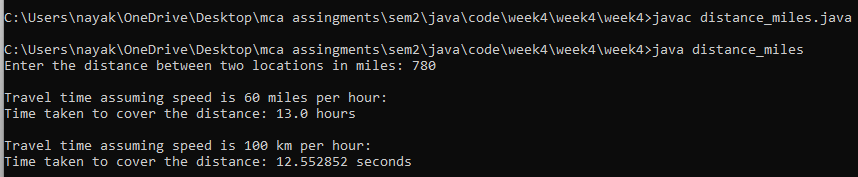 C:\Users\nayak\OneDrive\Desktop\mca assingments\sem2\java\code\week4\week4\week4>javac distance_miles.java
C:\Users\nayak\OneDrive\Desktop\mca assingments\sem2\java\code\week4\week4\week4>java distance_miles
Enter the distance between two locations in miles: 780
Travel time assuming speed is 60 miles per hour:
Time taken to cover the distance: 13.0 hours
Travel time assuming speed is 100 km per hour:
Time taken to cover the distance: 12.552852 seconds